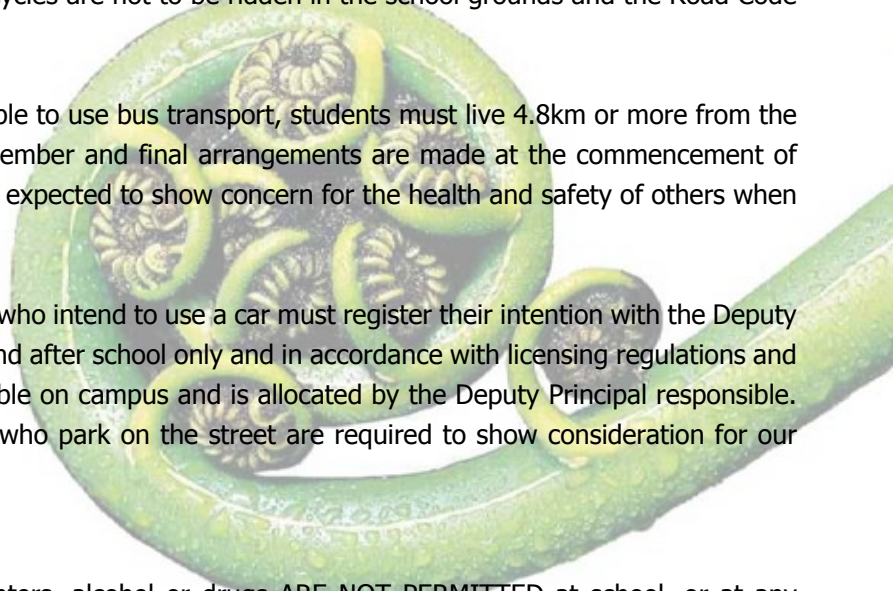 ycles are not to be ridden in the school grounds and the Road Code
ble to use bus transport, students must live 4.8km or more from the
ember and final arrangements are made at the commencement of
expected to show concern for the health and safety of others when
who intend to use a car must register their intention with the Deputy
nd after school only and in accordance with licensing regulations and
ble on campus and is allocated by the Deputy Principal responsible.
who park on the street are required to show consideration for our
alcohol or drugs ARE NOT PERMITTED at school, or at any